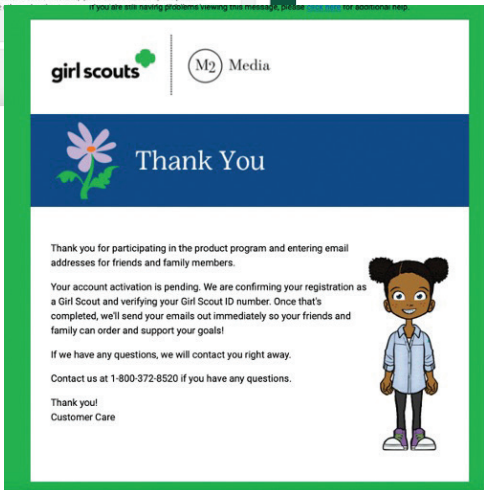 If you are still having problems viewing this message, please click here for additional help.
girl scouts
M2 Media
Thank You
Thank you for participating in the product program and entering email
addresses for friends and family members.
Your account activation is pending. We are confirming your registration as
a Girl Scout and verifying your Girl Scout ID number. Once that's
completed, we'll send your emails out immediately so your friends and
family can order and support your goals!
If we have any questions, we will contact you right away.
Contact us at 1-800-372-8520 if you have any questions.
Thank you!
Customer Care